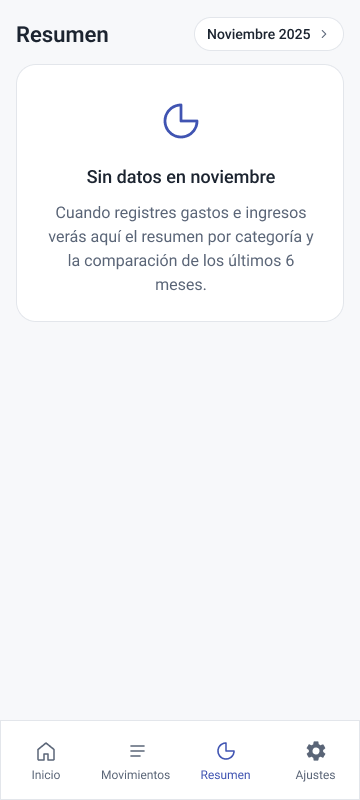 Resumen
Noviembre 2025
Sin datos en noviembre
Cuando registres gastos e ingresos
verás aquí el resumen por categoría y
la comparación de los últimos 6
meses.
Inicio
Movimientos
Resumen
Ajustes